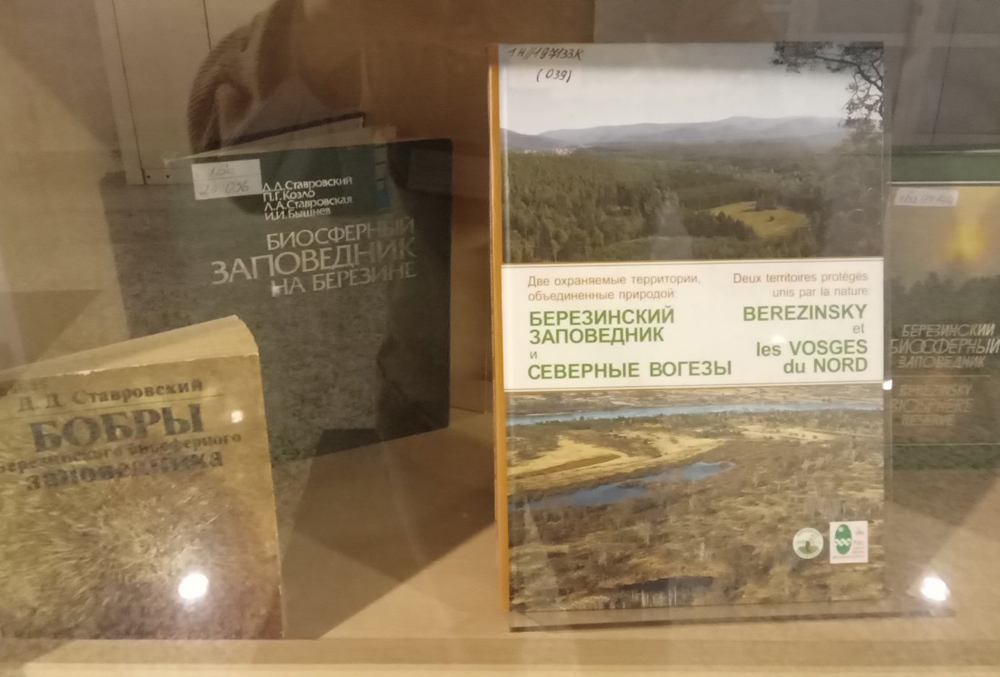 Д. Д. Ставровский
БОБРЫ
Березинского биосферного
заповедника
Д.Д.Ставровский
П.Г.Козло
Л.А.Ставровская
И.И.Бышнев
БИОСФЕРНЫЙ
ЗАПОВЕДНИК
НА БЕРЕЗИНЕ
(039)
Две охраняемые территории,
объединенные природой
БЕРЕЗИНСКИЙ
ЗАПОВЕДНИК
и
СЕВЕРНЫЕ ВОГЕЗЫ
Deux territoires protégés
unis par la nature
BEREZINSKY
et
les VOSGES
du NORD
БЕРЕЗИНСКИЙ
БИОСФЕРНЫЙ
ЗАПОВЕДНИК
BEREZINSKY
BIOSPHERE
RESERVE